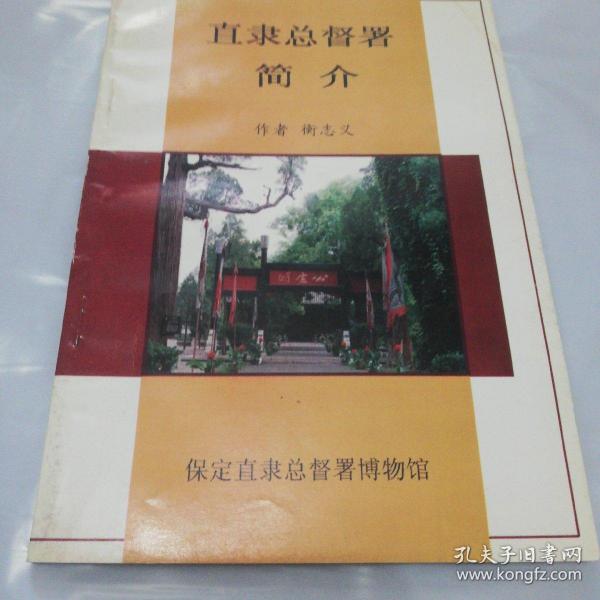 直隶总督署
简介
作者 衡志义
公生明
保定直隶总督署博物馆
孔夫子旧书网
www.kongfz.com